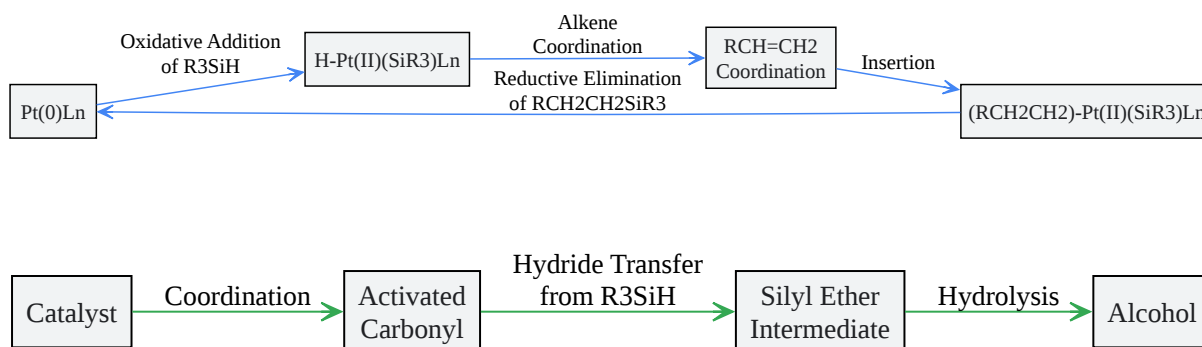 Oxidative Addition
of R3SiH
Alkene
Coordination
Reductive Elimination
of RCH2CH2SiR3
Insertion
Pt(0)Ln
H-Pt(II)(SiR3)Ln
RCH=CH2
Coordination
(RCH2CH2)-Pt(II)(SiR3)Ln
Catalyst
Coordination
Activated
Carbonyl
Hydride Transfer
from R3SiH
Silyl Ether
Intermediate
Hydrolysis
Alcohol